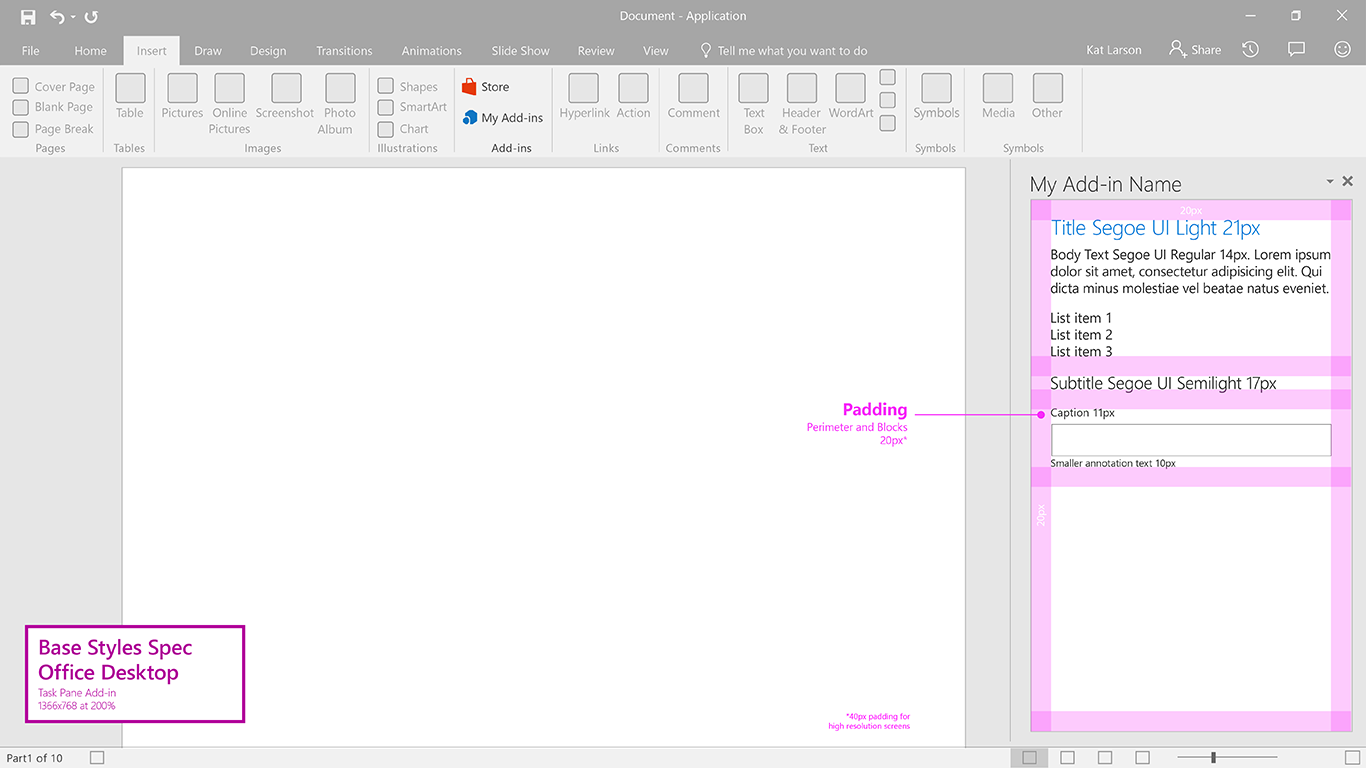 Document - Application
File Home Insert Draw Design Transitions Animations Slide Show Review View Tell me what you want to do Kat Larson Share
Cover Page
Blank Page
Page Break
Pages
Table
Tables
Pictures
Online
Pictures
Screenshot
Photo
Album
Images
Shapes
SmartArt
Chart
Illustrations
Store
My Add-ins
Add-ins
Hyperlink
Action
Links
Comment
Comments
Text
Box
Header
& Footer
WordArt
Text
Symbols
Symbols
Media
Other
Symbols
My Add-in Name
20px
Title Segoe UI Light 21px
Body Text Segoe UI Regular 14px. Lorem ipsum
dolor sit amet, consectetur adipisicing elit. Qui
dicta minus molestiae vel beatae natus eveniet.
List item 1
List item 2
List item 3
Subtitle Segoe UI Semilight 17px
Caption 11px
Smaller annotation text 10px
20px
Padding
Perimeter and Blocks
20px*
Base Styles Spec
Office Desktop
Task Pane Add-in
1366x768 at 200%
*40px padding for
high resolution screens
Part1 of 10